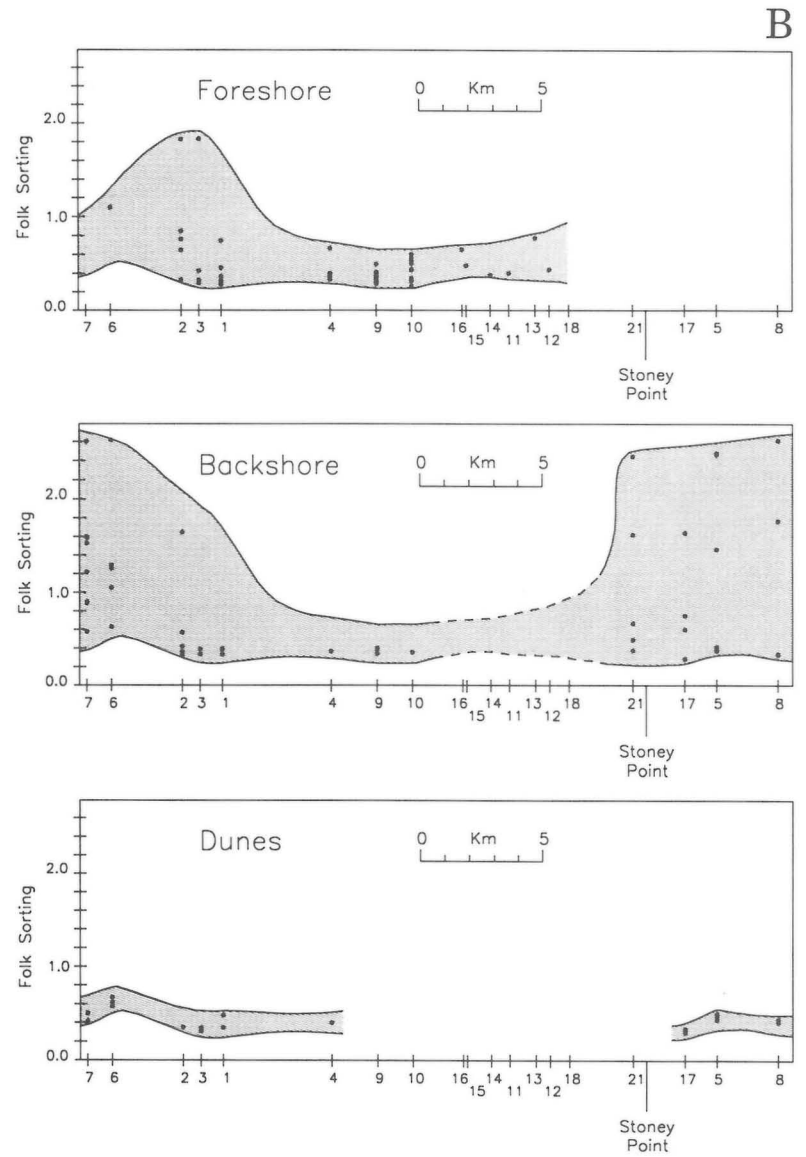 B
Foreshore
0 Km 5
Folk Sorting
2.0
1.0
0.0
7 6 2 3 1 4 9 10 16 14 13 18 21 17 5 8
15 11 12
Stoney
Point
Backshore
0 Km 5
Folk Sorting
2.0
1.0
0.0
7 6 2 3 1 4 9 10 16 14 13 18 21 17 5 8
15 11 12
Stoney
Point
Dunes
0 Km 5
Folk Sorting
2.0
1.0
0.0
7 6 2 3 1 4 9 10 16 14 13 18 21 17 5 8
15 11 12
Stoney
Point